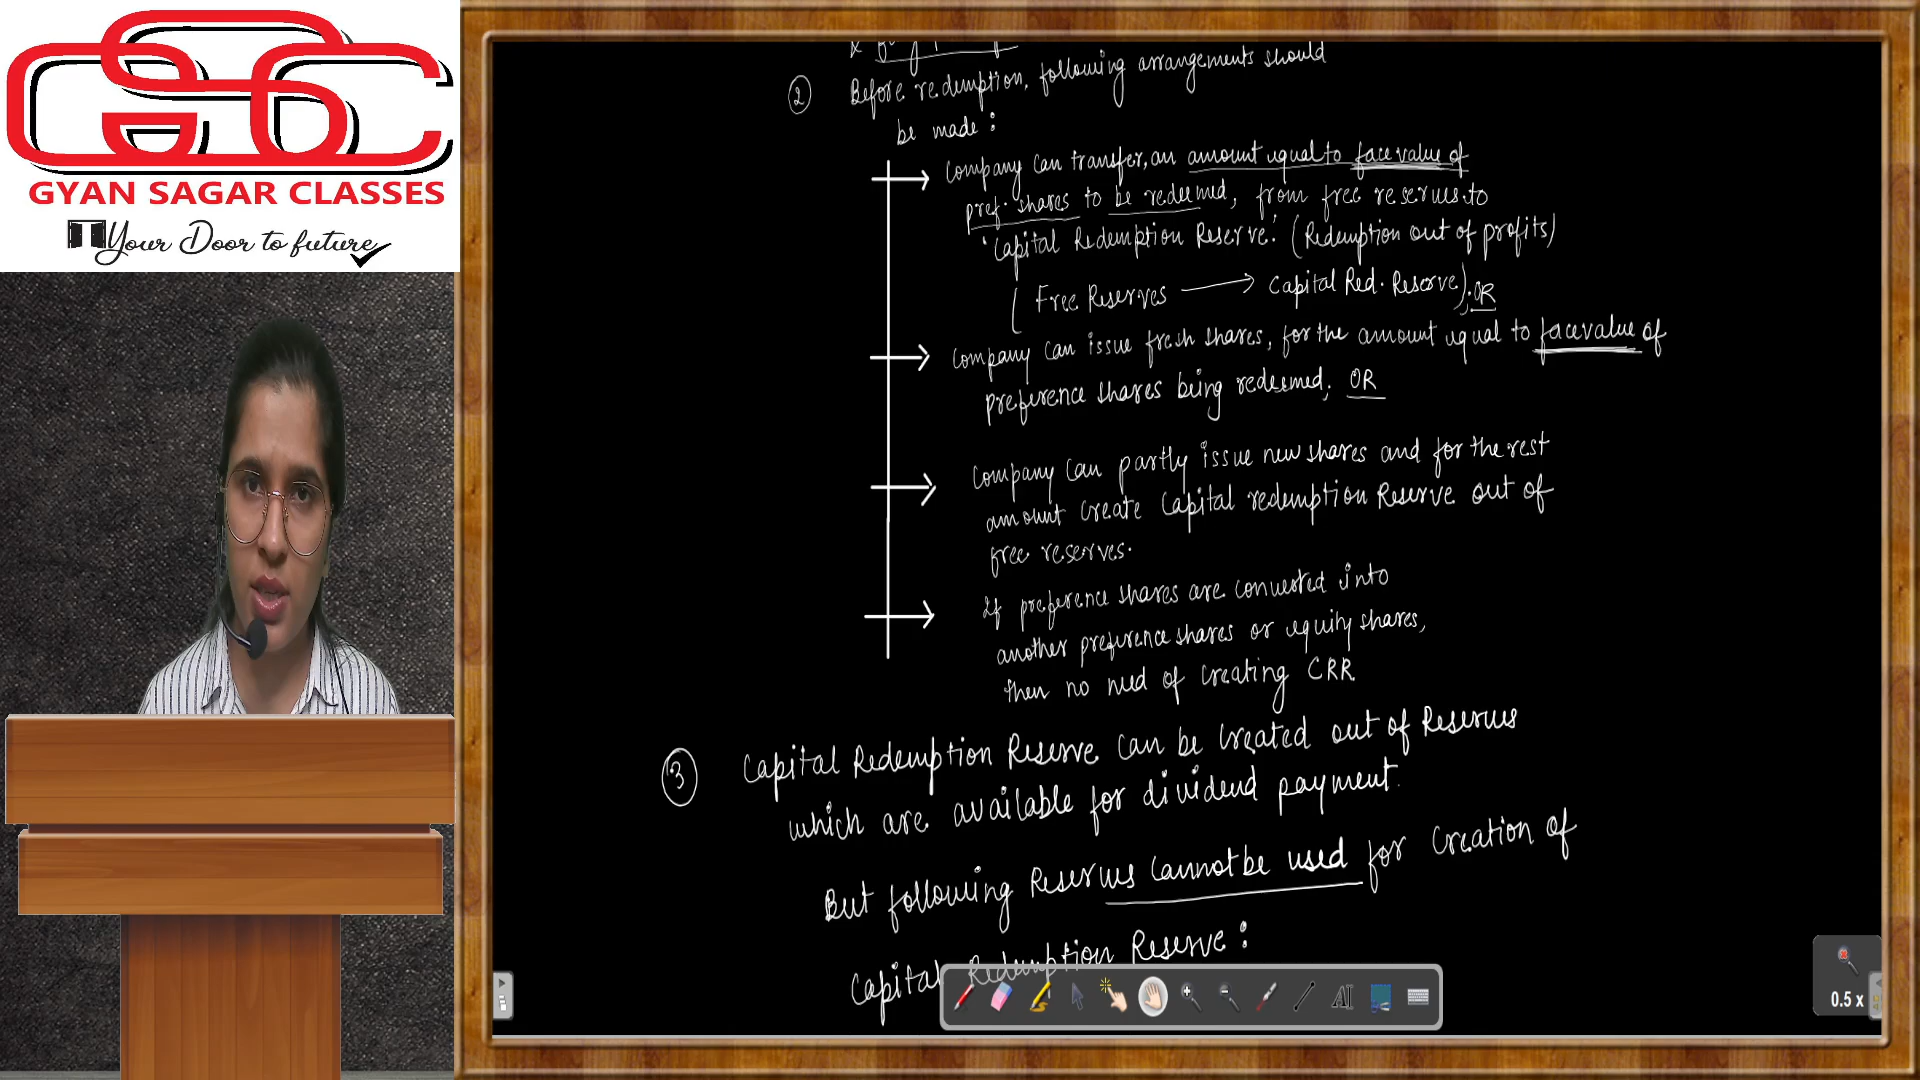 GSC
GYAN SAGAR CLASSES
Your Door to future
② Before redemption, following arrangements should
be made :
Company can transfer, an amount equal to face value of
pref. shares to be redeemed, from free reserves to
'Capital Redemption Reserve. (Redemption out of profits)
( Free Reserves → Capital Red. Reserve); OR
Company can issue fresh shares, for the amount equal to face value of
preference shares being redeemed; OR
Company can partly issue new shares and for the rest
amount create Capital redemption Reserve out of
free reserves.
If preference shares are converted into
another preference shares or equity shares,
then no need of creating CRR
③ Capital Redemption Reserve can be created out of Reserves
which are available for dividend payment.
But following Reserves cannot be used for creation of
Capital Redemption Reserve :
0.5 x